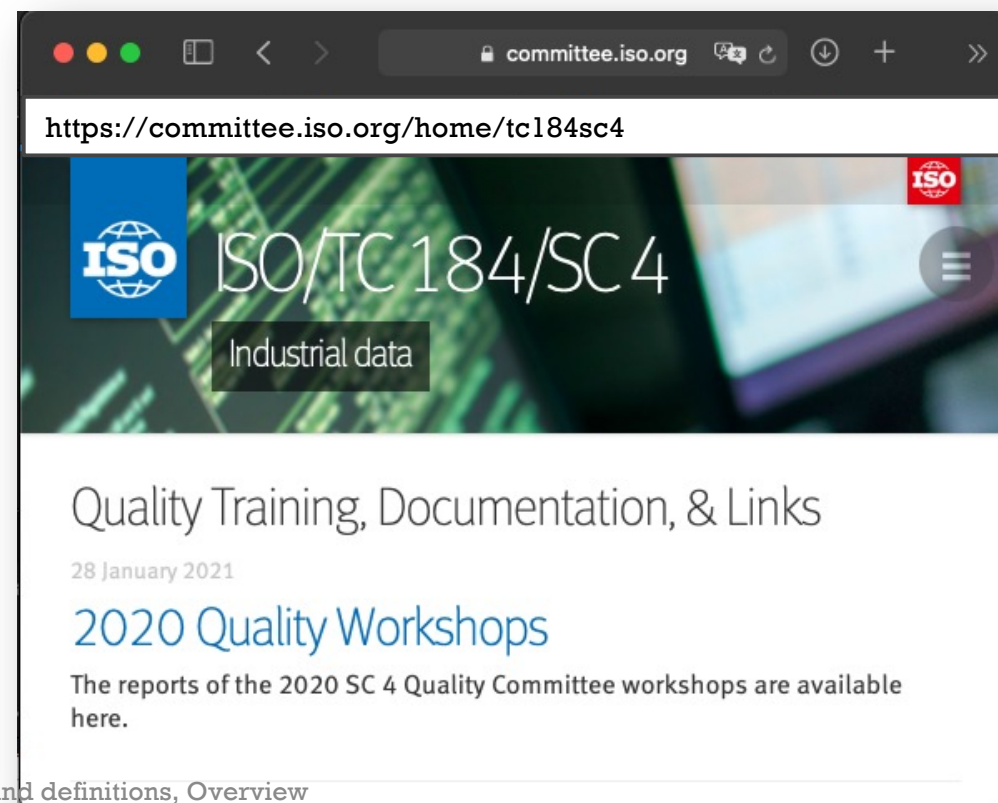 committee.iso.org
https://committee.iso.org/home/tc184sc4
ISO
ISO
ISO/TC 184/SC 4
Industrial data
Quality Training, Documentation, & Links
28 January 2021
2020 Quality Workshops
The reports of the 2020 SC 4 Quality Committee workshops are available
here.
and definitions, Overview